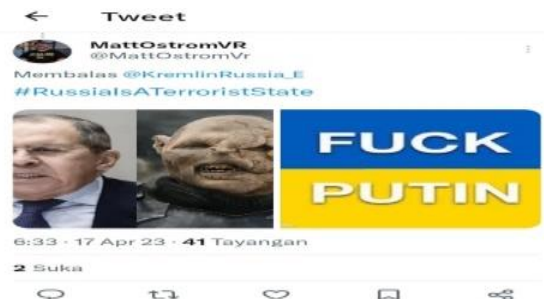 Tweet
MattOstromVR
@MattOstromVr
Membalas @KremlinRussia_E
#RussiaIsATerroristState
FUCK
PUTIN
6:33 · 17 Apr 23 · 41 Tayangan
2 Suka